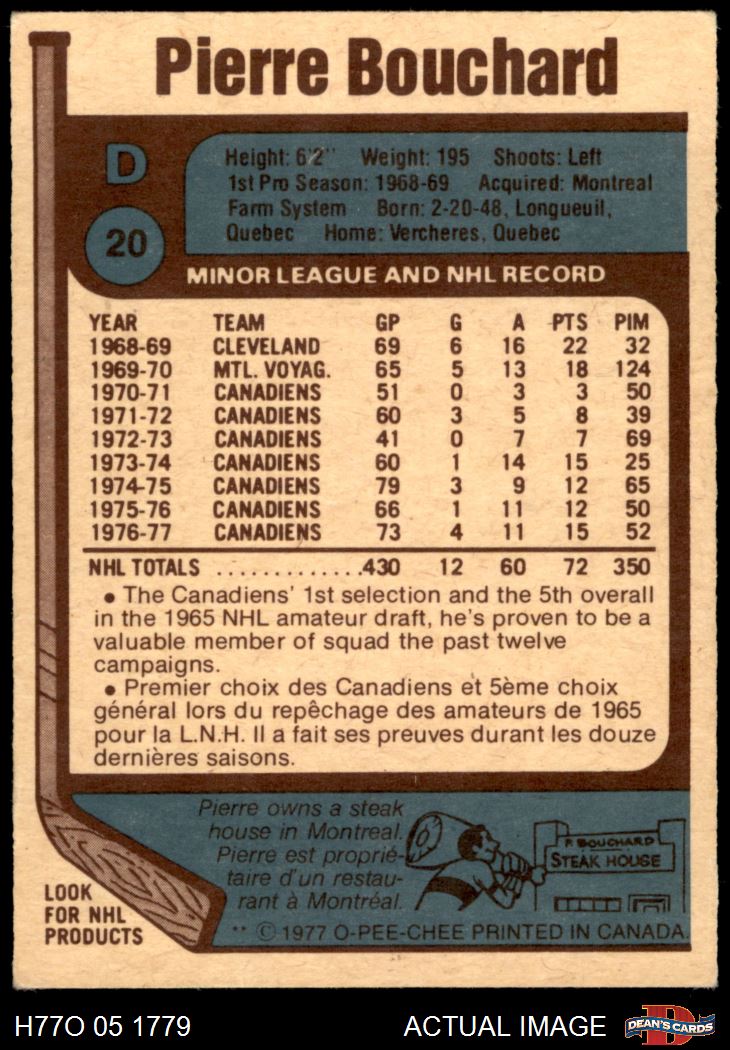 Pierre Bouchard
D
20
Height: 6'2" Weight: 195 Shoots: Left
1st Pro Season: 1968-69 Acquired: Montreal
Farm System Born: 2-20-48, Longueuil,
Quebec Home: Vercheres, Quebec
MINOR LEAGUE AND NHL RECORD
YEAR TEAM GP G A PTS PIM
1968-69 CLEVELAND 69 6 16 22 32
1969-70 MTL. VOYAG. 65 5 13 18 124
1970-71 CANADIENS 51 0 3 3 50
1971-72 CANADIENS 60 3 5 8 39
1972-73 CANADIENS 41 0 7 7 69
1973-74 CANADIENS 60 1 14 15 25
1974-75 CANADIENS 79 3 9 12 65
1975-76 CANADIENS 66 1 11 12 50
1976-77 CANADIENS 73 4 11 15 52
NHL TOTALS .............430 12 60 72 350
• The Canadiens' 1st selection and the 5th overall
in the 1965 NHL amateur draft, he's proven to be a
valuable member of squad the past twelve
campaigns.
• Premier choix des Canadiens et 5ème choix
général lors du repêchage des amateurs de 1965
pour la L.N.H. Il a fait ses preuves durant les douze
dernières saisons.
Pierre owns a steak
house in Montreal.
Pierre est proprié-
taire d'un restau-
rant à Montréal.
P. BOUCHARD
STEAK HOUSE
LOOK
FOR NHL
PRODUCTS
** © 1977 O-PEE-CHEE PRINTED IN CANADA.
H77O 05 1779
ACTUAL IMAGE
D
DEAN'S CARDS